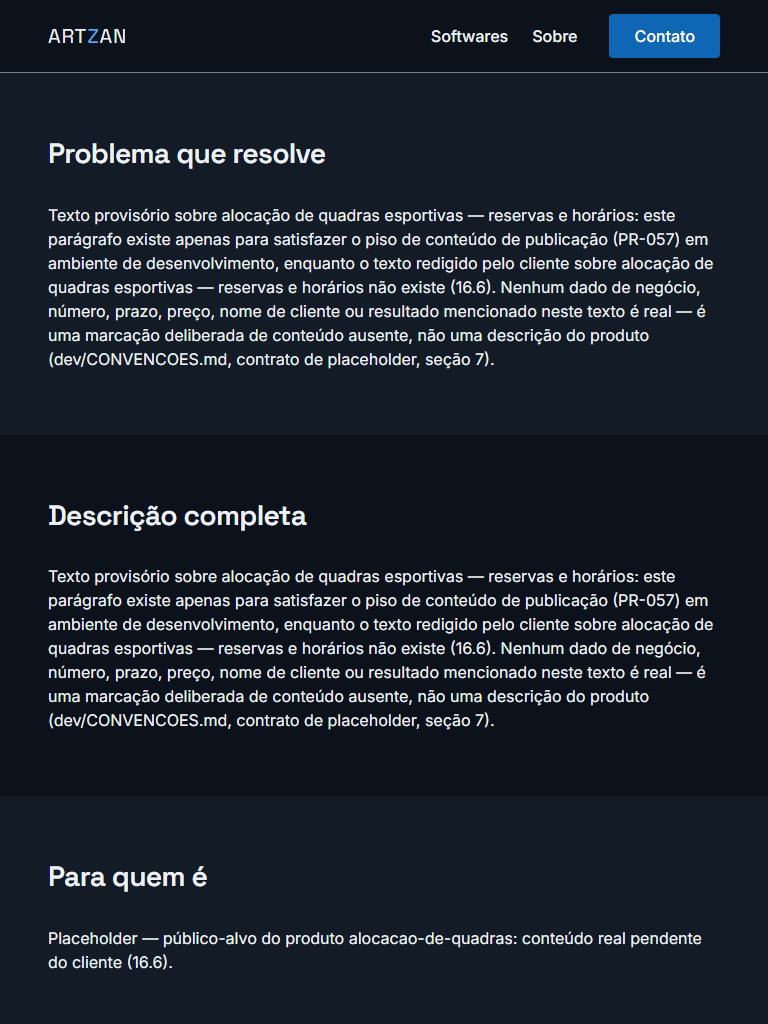 ARTZAN
Softwares Sobre Contato
Problema que resolve
Texto provisório sobre alocação de quadras esportivas — reservas e horários: este
parágrafo existe apenas para satisfazer o piso de conteúdo de publicação (PR-057) em
ambiente de desenvolvimento, enquanto o texto redigido pelo cliente sobre alocação de
quadras esportivas — reservas e horários não existe (16.6). Nenhum dado de negócio,
número, prazo, preço, nome de cliente ou resultado mencionado neste texto é real — é
uma marcação deliberada de conteúdo ausente, não uma descrição do produto
(dev/CONVENCOES.md, contrato de placeholder, seção 7).
Descrição completa
Texto provisório sobre alocação de quadras esportivas — reservas e horários: este
parágrafo existe apenas para satisfazer o piso de conteúdo de publicação (PR-057) em
ambiente de desenvolvimento, enquanto o texto redigido pelo cliente sobre alocação de
quadras esportivas — reservas e horários não existe (16.6). Nenhum dado de negócio,
número, prazo, preço, nome de cliente ou resultado mencionado neste texto é real — é
uma marcação deliberada de conteúdo ausente, não uma descrição do produto
(dev/CONVENCOES.md, contrato de placeholder, seção 7).
Para quem é
Placeholder — público-alvo do produto alocacao-de-quadras: conteúdo real pendente
do cliente (16.6).